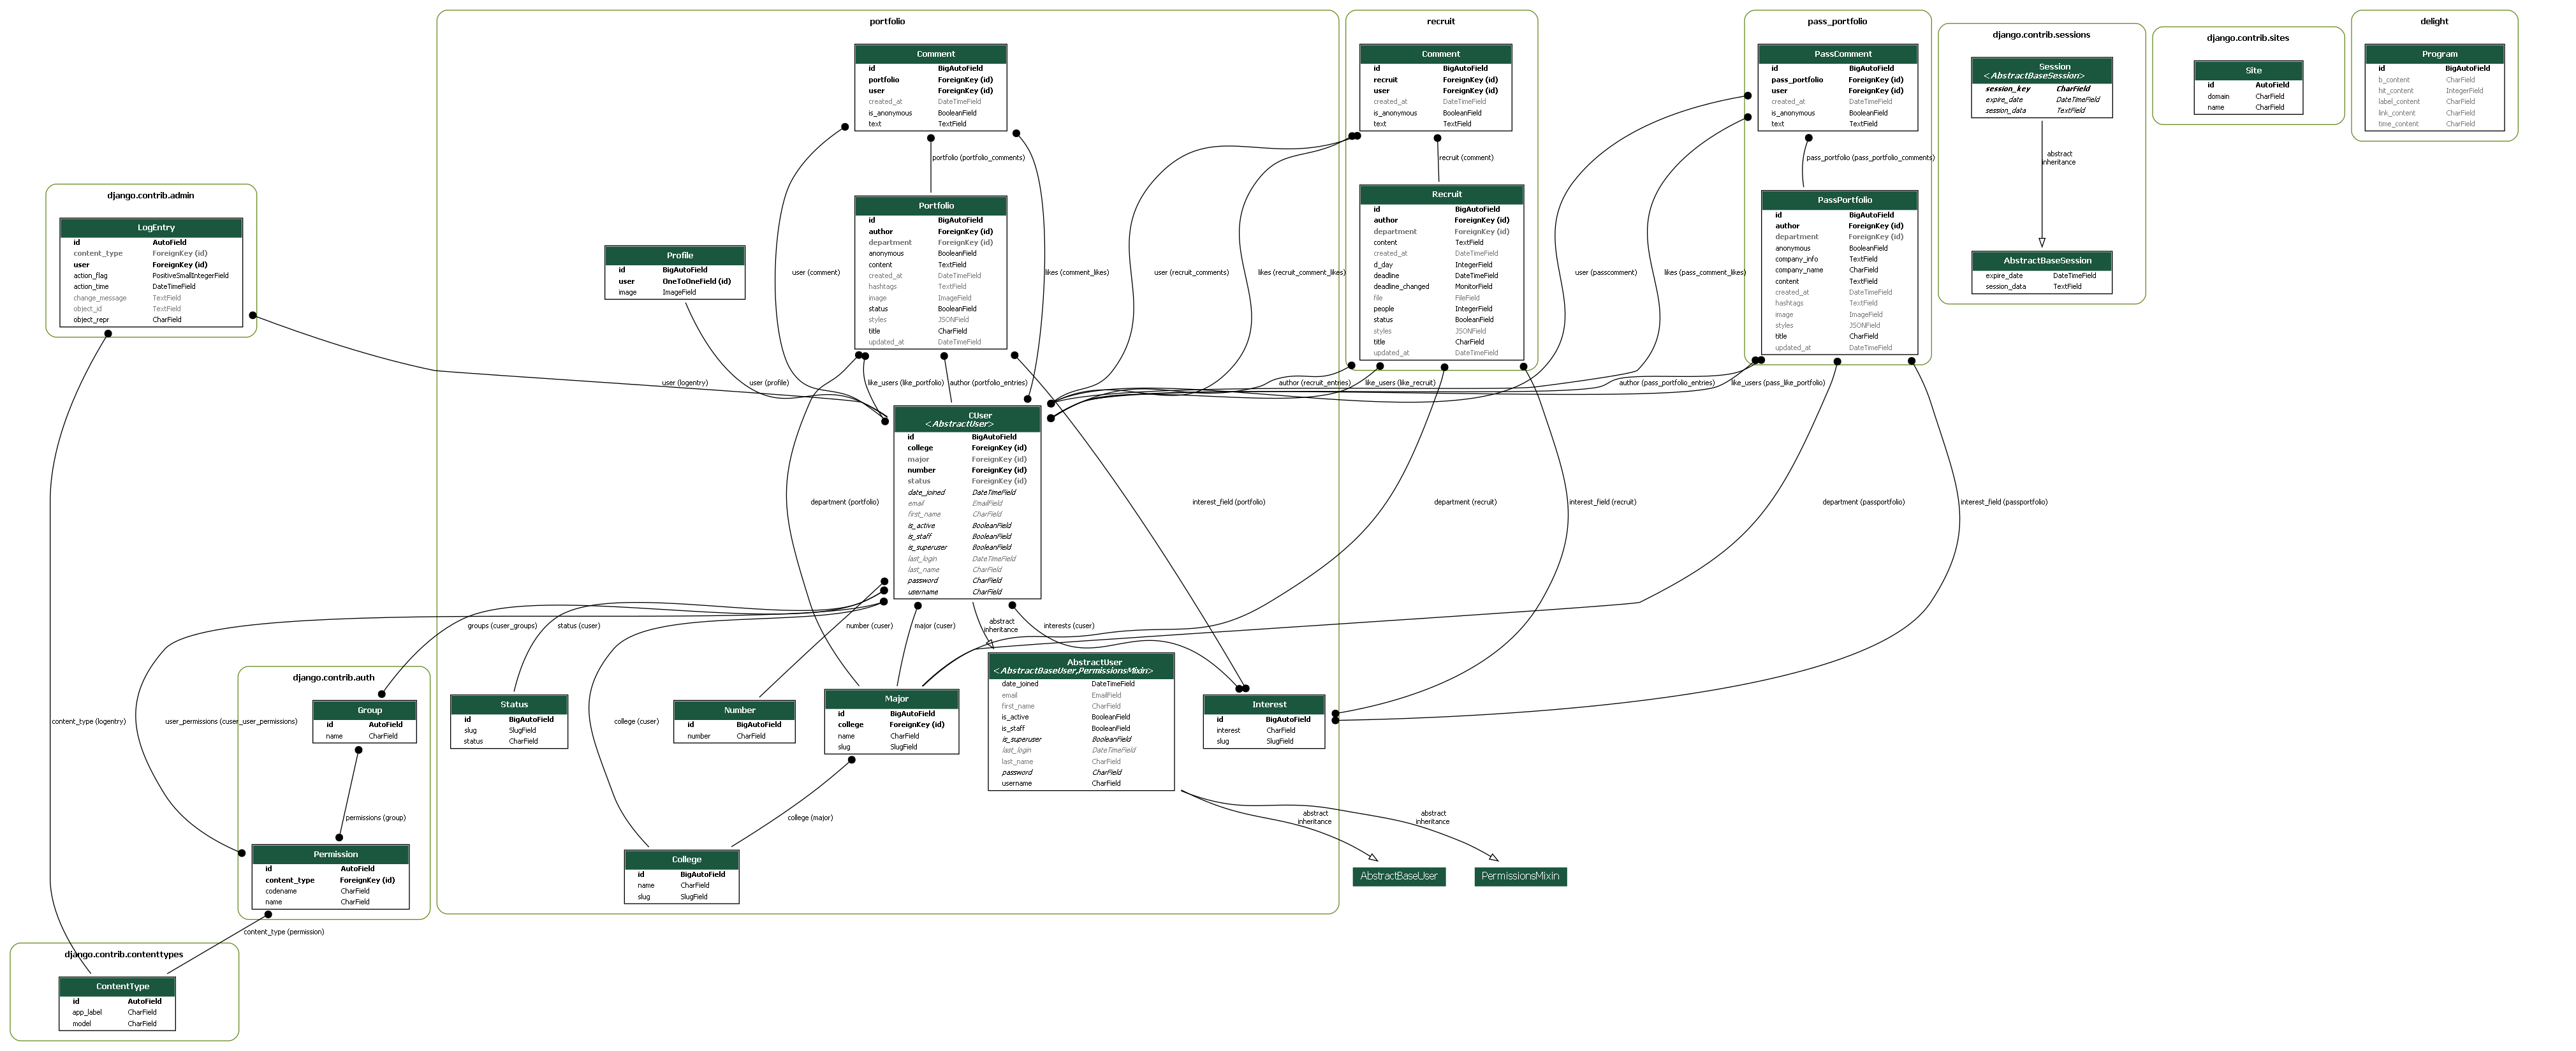 portfolio
recruit
pass_portfolio
django.contrib.sessions
django.contrib.sites
delight
django.contrib.admin
django.contrib.auth
django.contrib.contenttypes
Comment
id BigAutoField
portfolio ForeignKey (id)
user ForeignKey (id)
created_at DateTimeField
is_anonymous BooleanField
text TextField
Comment
id BigAutoField
recruit ForeignKey (id)
user ForeignKey (id)
created_at DateTimeField
is_anonymous BooleanField
text TextField
PassComment
id BigAutoField
pass_portfolio ForeignKey (id)
user ForeignKey (id)
created_at DateTimeField
is_anonymous BooleanField
text TextField
Session
<AbstractBaseSession>
session_key CharField
expire_date DateTimeField
session_data TextField
Site
id AutoField
domain CharField
name CharField
Program
id BigAutoField
b_content CharField
hit_content IntegerField
label_content CharField
link_content CharField
time_content CharField
portfolio (portfolio_comments)
recruit (comment)
pass_portfolio (pass_portfolio_comments)
abstract
inheritance
LogEntry
id AutoField
content_type ForeignKey (id)
user ForeignKey (id)
action_flag PositiveSmallIntegerField
action_time DateTimeField
change_message TextField
object_id TextField
object_repr CharField
Profile
id BigAutoField
user OneToOneField (id)
image ImageField
Portfolio
id BigAutoField
author ForeignKey (id)
department ForeignKey (id)
anonymous BooleanField
content TextField
created_at DateTimeField
hashtags TextField
image ImageField
status BooleanField
styles JSONField
title CharField
updated_at DateTimeField
Recruit
id BigAutoField
author ForeignKey (id)
department ForeignKey (id)
content TextField
created_at DateTimeField
d_day IntegerField
deadline DateTimeField
deadline_changed MonitorField
file FileField
people IntegerField
status BooleanField
styles JSONField
title CharField
updated_at DateTimeField
PassPortfolio
id BigAutoField
author ForeignKey (id)
department ForeignKey (id)
anonymous BooleanField
company_info TextField
company_name CharField
content TextField
created_at DateTimeField
hashtags TextField
image ImageField
styles JSONField
title CharField
updated_at DateTimeField
AbstractBaseSession
expire_date DateTimeField
session_data TextField
user (comment)
likes (comment_likes)
user (recruit_comments)
likes (recruit_comment_likes)
user (passcomment)
likes (pass_comment_likes)
user (logentry)
user (profile)
like_users (like_portfolio)
author (portfolio_entries)
author (recruit_entries)
like_users (like_recruit)
author (pass_portfolio_entries)
like_users (pass_like_portfolio)
CUser
<AbstractUser>
id BigAutoField
college ForeignKey (id)
major ForeignKey (id)
number ForeignKey (id)
status ForeignKey (id)
date_joined DateTimeField
email EmailField
first_name CharField
is_active BooleanField
is_staff BooleanField
is_superuser BooleanField
last_login DateTimeField
last_name CharField
password CharField
username CharField
department (portfolio)
interest_field (portfolio)
department (recruit)
interest_field (recruit)
department (passportfolio)
interest_field (passportfolio)
groups (cuser_groups)
status (cuser)
number (cuser)
major (cuser)
abstract
inheritance
interests (cuser)
content_type (logentry)
user_permissions (cuser_user_permissions)
college (cuser)
Group
id AutoField
name CharField
Status
id BigAutoField
slug SlugField
status CharField
Number
id BigAutoField
number CharField
Major
id BigAutoField
college ForeignKey (id)
name CharField
slug SlugField
AbstractUser
<AbstractBaseUser,PermissionsMixin>
date_joined DateTimeField
email EmailField
first_name CharField
is_active BooleanField
is_staff BooleanField
is_superuser BooleanField
last_login DateTimeField
last_name CharField
password CharField
username CharField
Interest
id BigAutoField
interest CharField
slug SlugField
permissions (group)
college (major)
abstract
inheritance
abstract
inheritance
Permission
id AutoField
content_type ForeignKey (id)
codename CharField
name CharField
College
id BigAutoField
name CharField
slug SlugField
AbstractBaseUser
PermissionsMixin
content_type (permission)
ContentType
id AutoField
app_label CharField
model CharField